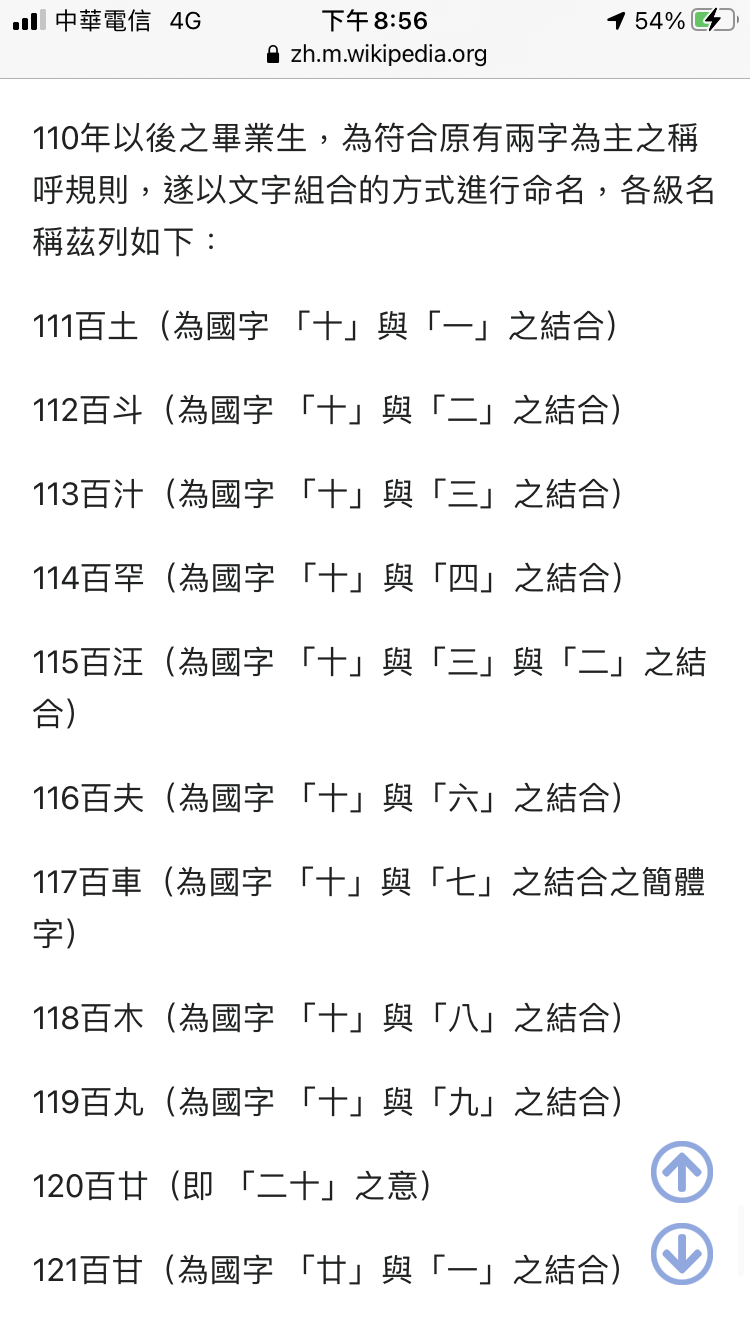 中華電信 4G 下午8:56 54%
zh.m.wikipedia.org
110年以後之畢業生，為符合原有兩字為主之稱
呼規則，遂以文字組合的方式進行命名，各級名
稱茲列如下：
111百土（為國字 「十」與「一」之結合）
112百斗（為國字 「十」與「二」之結合）
113百汁（為國字 「十」與「三」之結合）
114百罕（為國字 「十」與「四」之結合）
115百汪（為國字 「十」與「三」與「二」之結
合）
116百夫（為國字 「十」與「六」之結合）
117百車（為國字 「十」與「七」之結合之簡體
字）
118百木（為國字 「十」與「八」之結合）
119百丸（為國字 「十」與「九」之結合）
120百廿（即 「二十」之意）
121百甘（為國字 「廿」與「一」之結合）